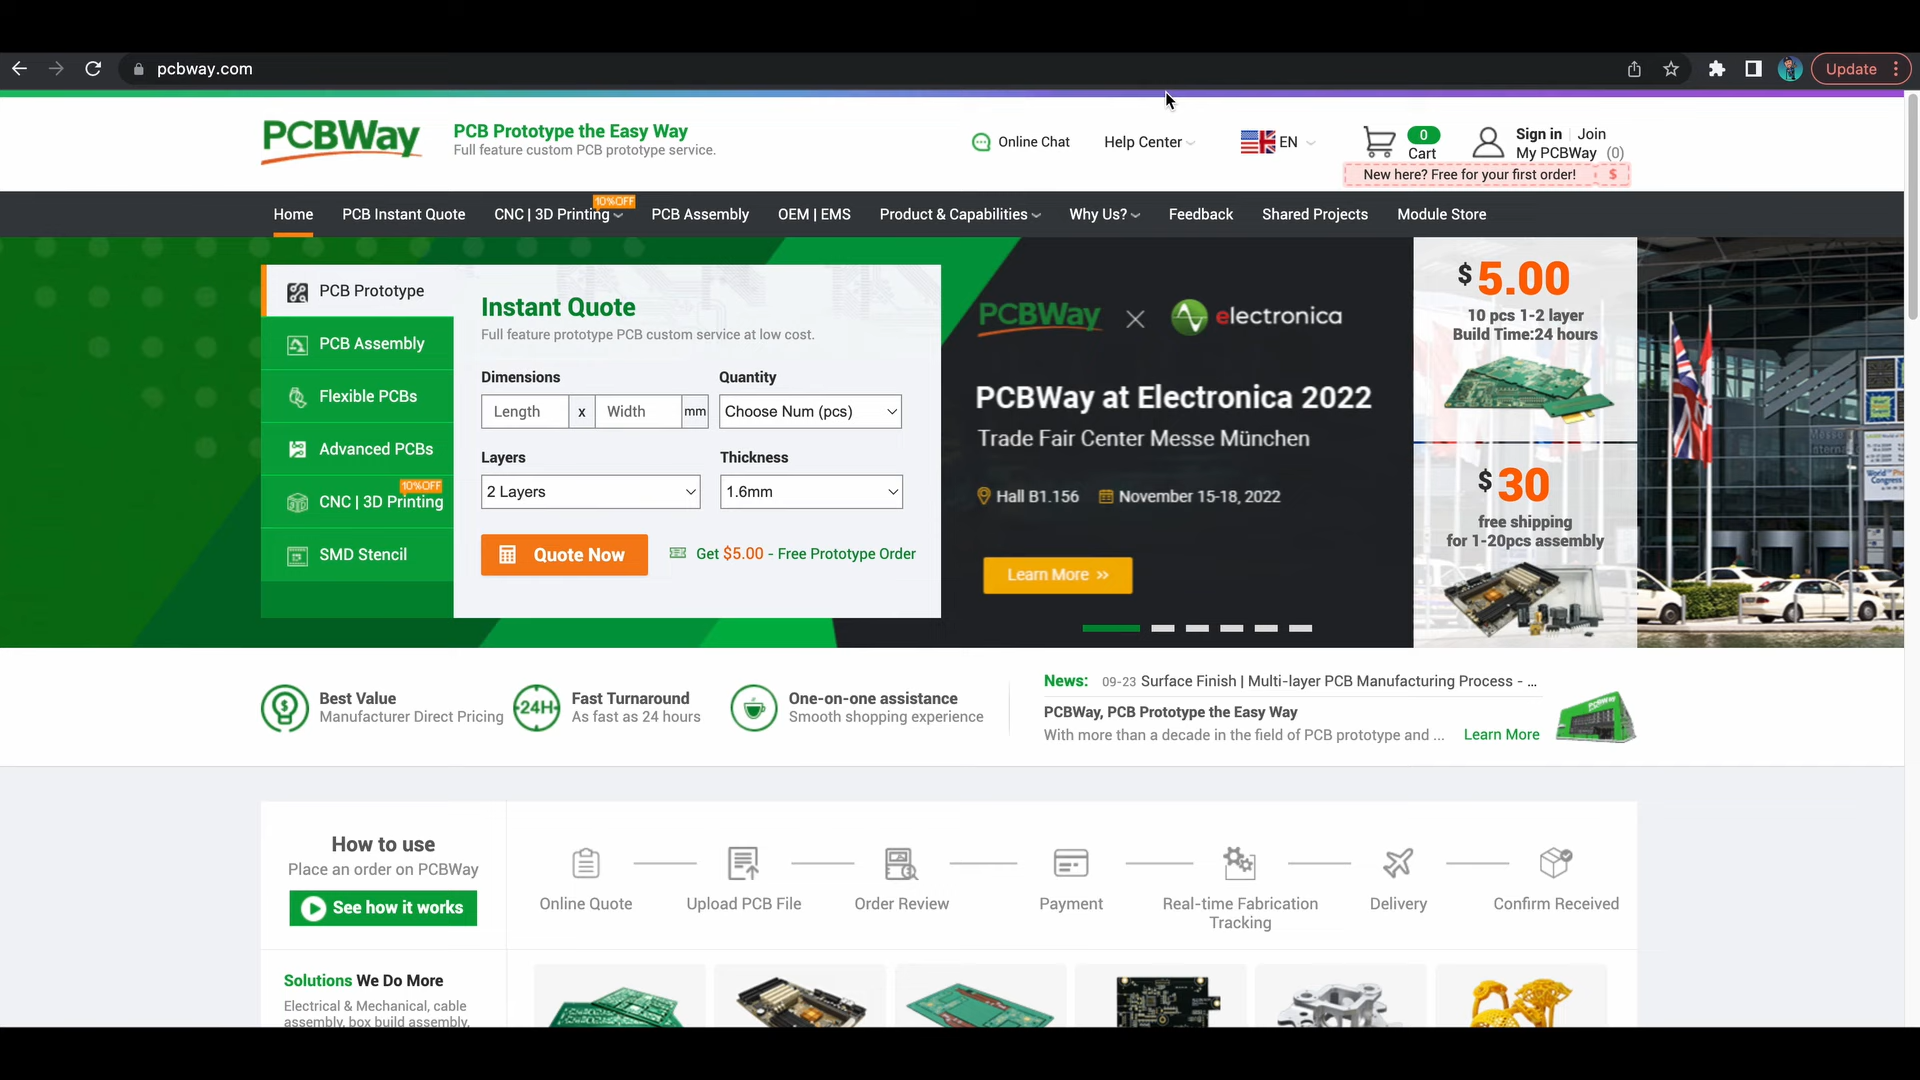 pcbway.com
Update
PCBWay
PCB Prototype the Easy Way
Full feature custom PCB prototype service.
Online Chat
Help Center
EN
0
Cart
Sign in
Join
My PCBWay (0)
New here? Free for your first order! $
Home
PCB Instant Quote
CNC | 3D Printing
10%OFF
PCB Assembly
OEM | EMS
Product & Capabilities
Why Us?
Feedback
Shared Projects
Module Store
PCB Prototype
PCB Assembly
Flexible PCBs
Advanced PCBs
10%OFF
CNC | 3D Printing
SMD Stencil
Instant Quote
Full feature prototype PCB custom service at low cost.
Dimensions
Quantity
Length x Width mm
Choose Num (pcs)
Layers
Thickness
2 Layers
1.6mm
Quote Now
Get $5.00 - Free Prototype Order
PCBWay × electronica
PCBWay at Electronica 2022
Trade Fair Center Messe München
Hall B1.156
November 15-18, 2022
Learn More »
$5.00
10 pcs 1-2 layer
Build Time:24 hours
$30
free shipping
for 1-20pcs assembly
Best Value
Manufacturer Direct Pricing
24H
Fast Turnaround
As fast as 24 hours
One-on-one assistance
Smooth shopping experience
News: 09-23 Surface Finish | Multi-layer PCB Manufacturing Process - ...
PCBWay, PCB Prototype the Easy Way
With more than a decade in the field of PCB prototype and ... Learn More
How to use
Place an order on PCBWay
See how it works
Online Quote
Upload PCB File
Order Review
Payment
Real-time Fabrication
Tracking
Delivery
Confirm Received
Solutions We Do More
Electrical & Mechanical, cable
assembly, box build assembly,